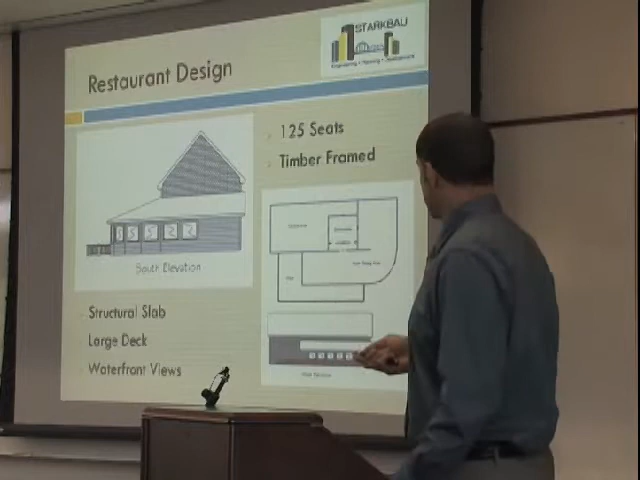 STARKBAU
Restaurant Design
125 Seats
Timber Framed
South Elevation
Structural Slab
Large Deck
Waterfront Views